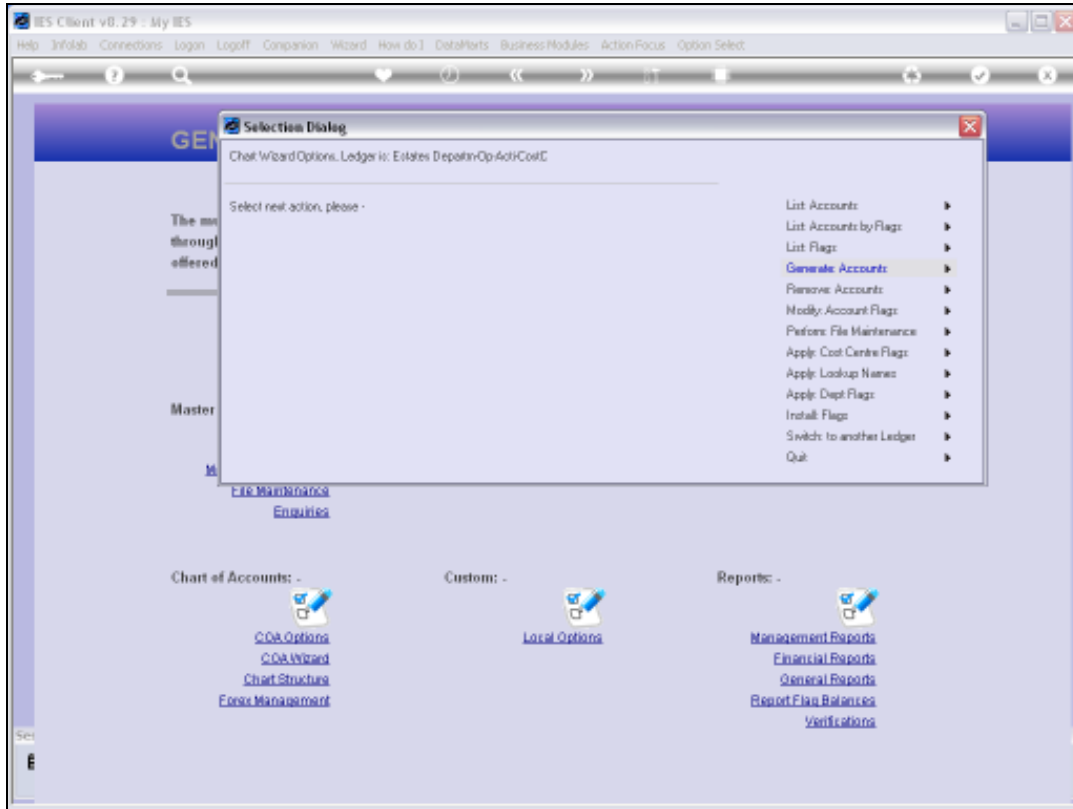 IES Client v8.29 : My IES
Help Infolab Connections Logon Logoff Companion Wizard How do I DataMarts Business Modules Action Focus Option Select
GEN
Selection Dialog
Chart Wizard Options, Ledger is: Estates Departm-Op-Acti-CostC
Select next action, please -
List: Accounts
List: Accounts by Flags
List: Flags
Generate: Accounts
Remove: Accounts
Modify: Account Flags
Perform: File Maintenance
Apply: Cost Centre Flags
Apply: Lookup Names
Apply: Dept Flags
Install: Flags
Switch: to another Ledger
Quit
The mo
through
offered
Master
M
File Maintenance
Enquiries
Chart of Accounts: - Custom: - Reports: -
COA Options Local Options Management Reports
COA Wizard Financial Reports
Chart Structure General Reports
Forex Management Report Flag Balances
Verifications
Ses